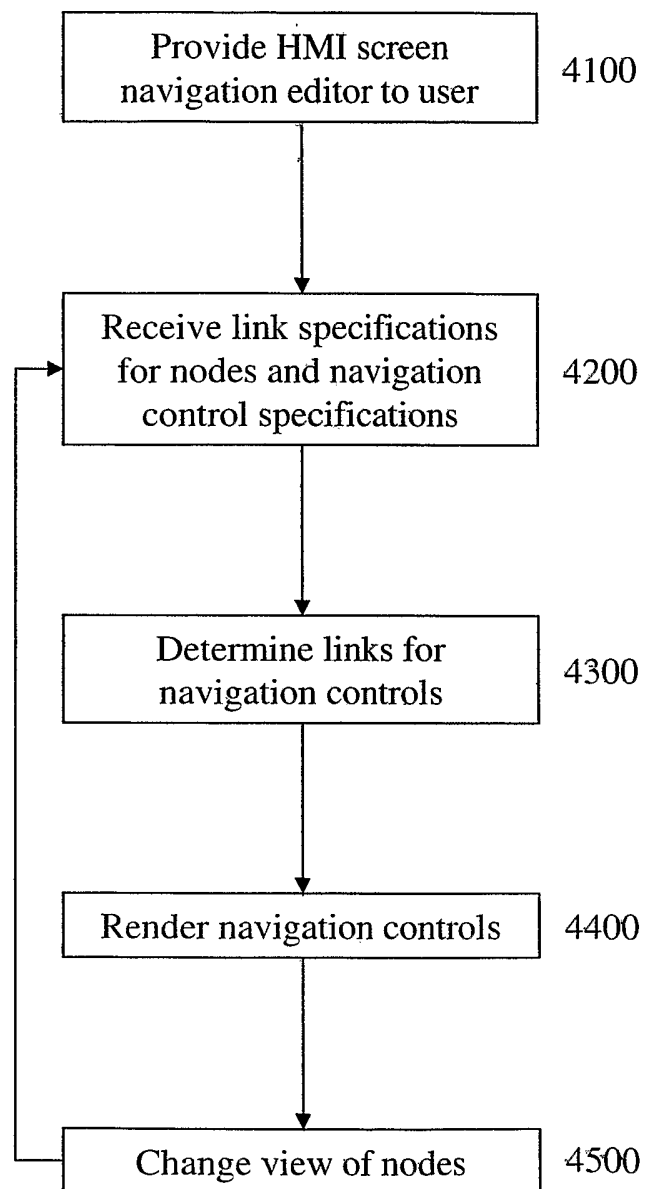 Provide HMI screen
navigation editor to user
4100
Receive link specifications
for nodes and navigation
control specifications
4200
Determine links for
navigation controls
4300
Render navigation controls
4400
Change view of nodes
4500